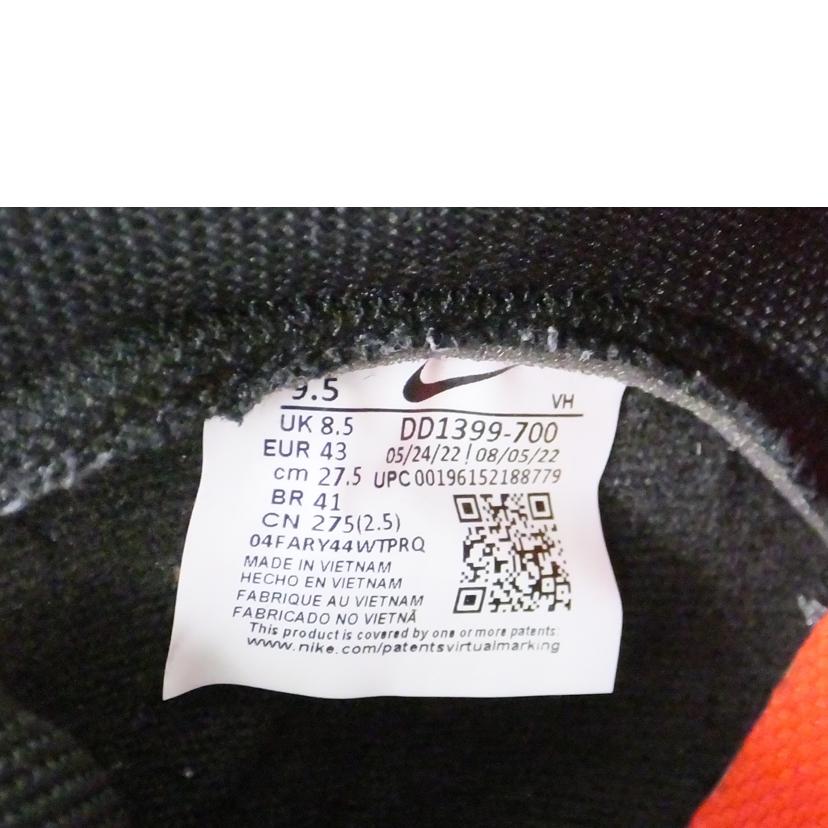 9.5
VH
UK 8.5
DD1399-700
EUR 43
05/24/22 | 08/05/22
cm 27.5
UPC 00196152188779
BR 41
CN 275(2.5)
04FARY44WTPRQ
MADE IN VIETNAM
HECHO EN VIETNAM
FABRIQUE AU VIETNAM
FABRICADO NO VIETNÃ
This product is covered by one or more patents:
www.nike.com/patentsvirtualmarking